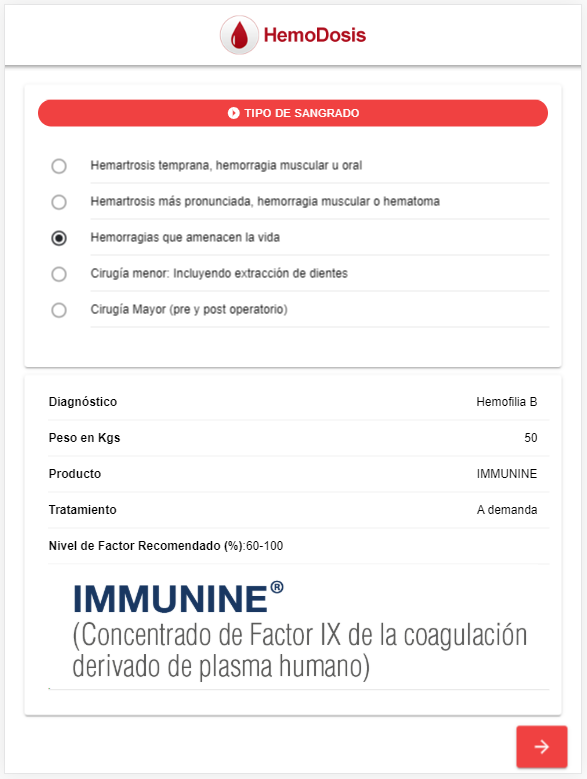 HemoDosis
TIPO DE SANGRADO
Hemartrosis temprana, hemorragia muscular u oral
Hemartrosis más pronunciada, hemorragia muscular o hematoma
Hemorragias que amenacen la vida
Cirugía menor: Incluyendo extracción de dientes
Cirugía Mayor (pre y post operatorio)
Diagnóstico Hemofilia B
Peso en Kgs 50
Producto IMMUNINE
Tratamiento A demanda
Nivel de Factor Recomendado (%):60-100
IMMUNINE®
(Concentrado de Factor IX de la coagulación
derivado de plasma humano)